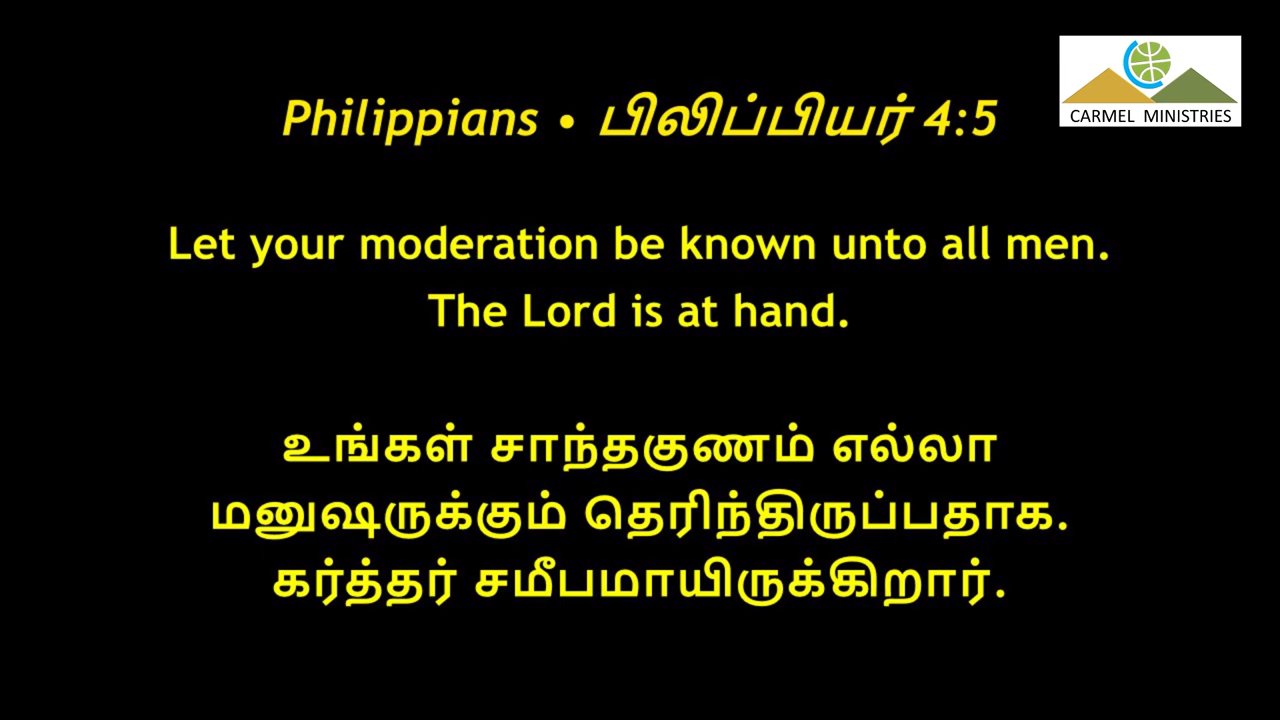 Philippians • பிலிப்பியர் 4:5
CARMEL MINISTRIES
Let your moderation be known unto all men.
The Lord is at hand.
உங்கள் சாந்தகுணம் எல்லா
மனுஷருக்கும் தெரிந்திருப்பதாக.
கர்த்தர் சமீபமாயிருக்கிறார்.